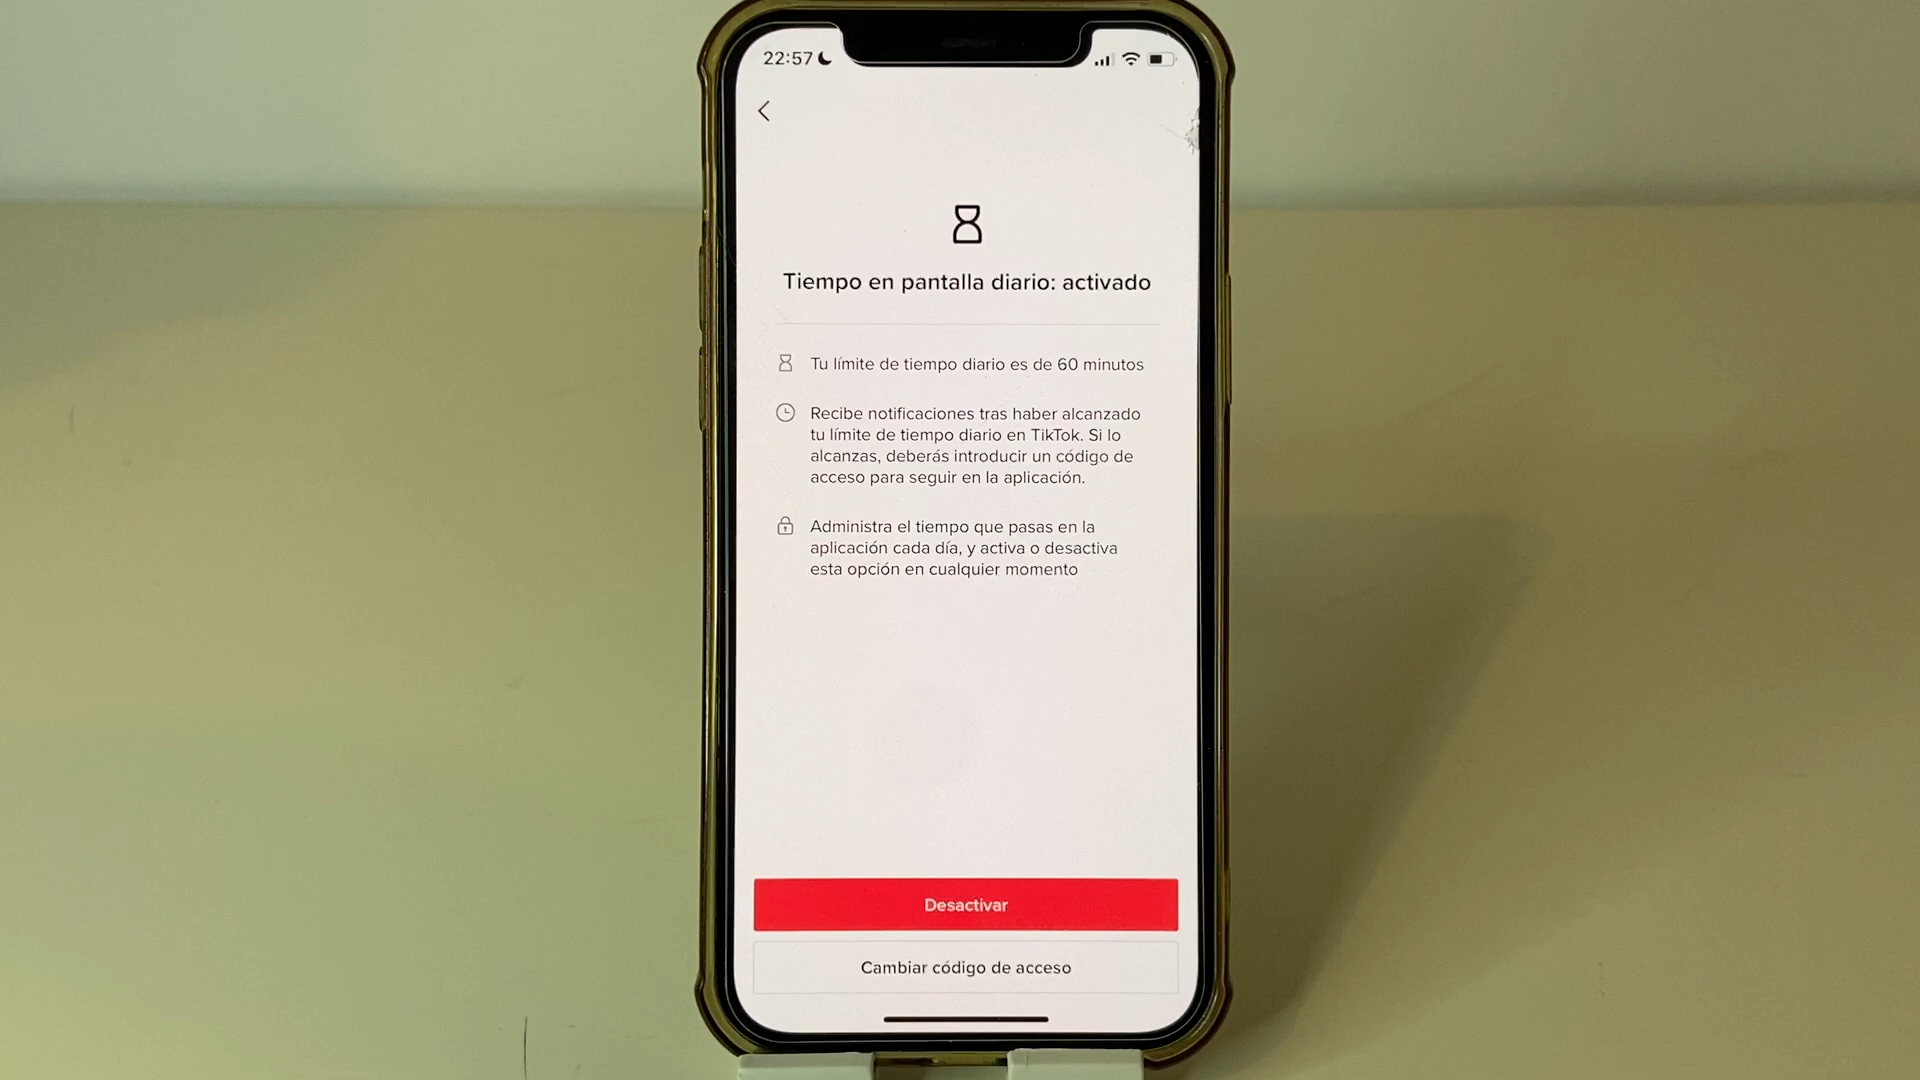 22:57
Tiempo en pantalla diario: activado
Tu límite de tiempo diario es de 60 minutos
Recibe notificaciones tras haber alcanzado
tu límite de tiempo diario en TikTok. Si lo
alcanzas, deberás introducir un código de
acceso para seguir en la aplicación.
Administra el tiempo que pasas en la
aplicación cada día, y activa o desactiva
esta opción en cualquier momento
Desactivar
Cambiar código de acceso